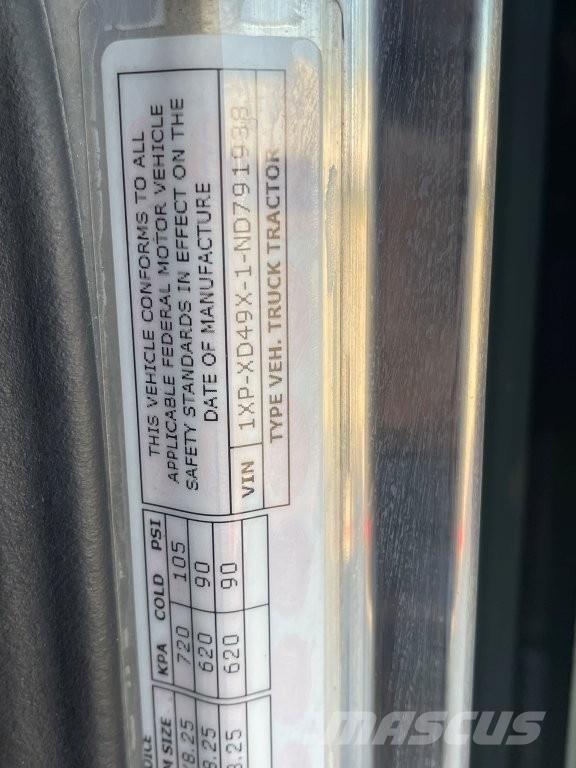 THIS VEHICLE CONFORMS TO ALL
APPLICABLE FEDERAL MOTOR VEHICLE
SAFETY STANDARDS IN EFFECT ON THE
DATE OF MANUFACTURE
VIN 1XP-XD49X-1-ND791938
TYPE VEH. TRUCK TRACTOR
KPA COLD PSI
720 105
620 90
620 90
M SIZE
8.25
8.25
8.25
MASCUS